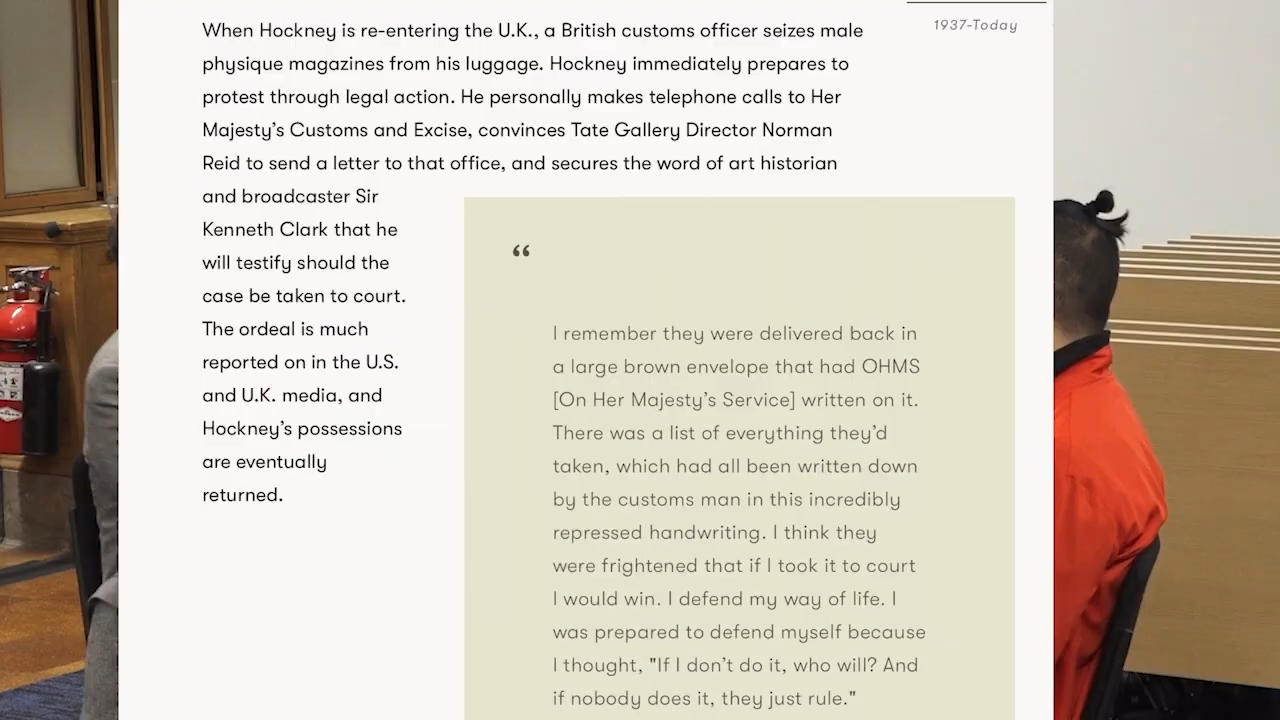 1937-Today
When Hockney is re-entering the U.K., a British customs officer seizes male
physique magazines from his luggage. Hockney immediately prepares to
protest through legal action. He personally makes telephone calls to Her
Majesty’s Customs and Excise, convinces Tate Gallery Director Norman
Reid to send a letter to that office, and secures the word of art historian
and broadcaster Sir
Kenneth Clark that he
will testify should the
case be taken to court.
The ordeal is much
reported on in the U.S.
and U.K. media, and
Hockney’s possessions
are eventually
returned.
“
I remember they were delivered back in
a large brown envelope that had OHMS
[On Her Majesty’s Service] written on it.
There was a list of everything they’d
taken, which had all been written down
by the customs man in this incredibly
repressed handwriting. I think they
were frightened that if I took it to court
I would win. I defend my way of life. I
was prepared to defend myself because
I thought, "If I don’t do it, who will? And
if nobody does it, they just rule."